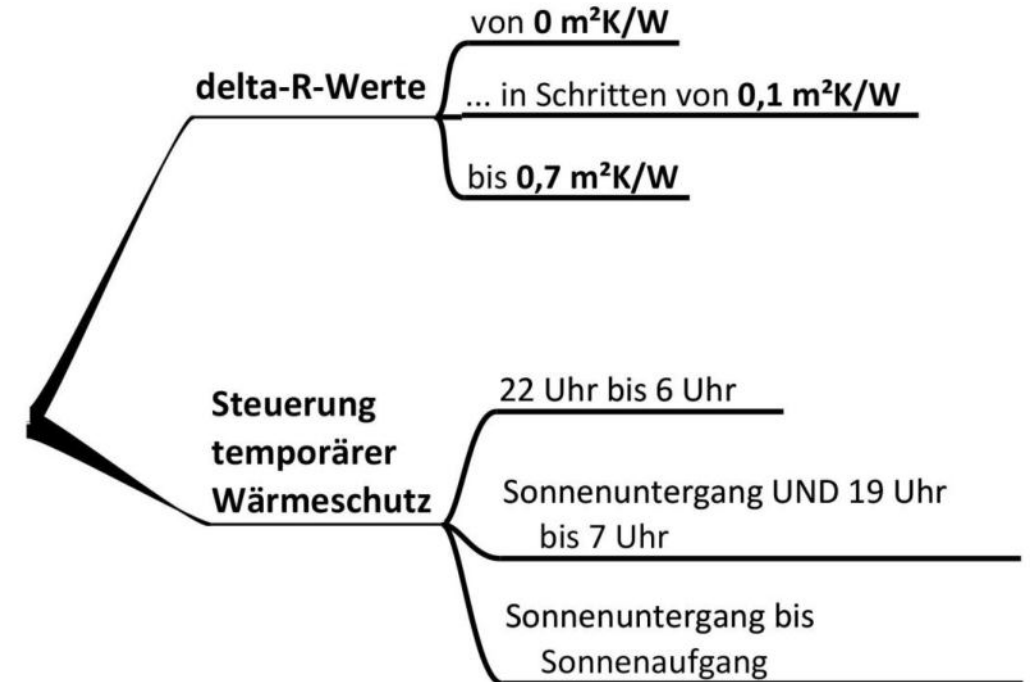 delta-R-Werte
von 0 m²K/W
... in Schritten von 0,1 m²K/W
bis 0,7 m²K/W
Steuerung
temporärer
Wärmeschutz
22 Uhr bis 6 Uhr
Sonnenuntergang UND 19 Uhr
bis 7 Uhr
Sonnenuntergang bis
Sonnenaufgang